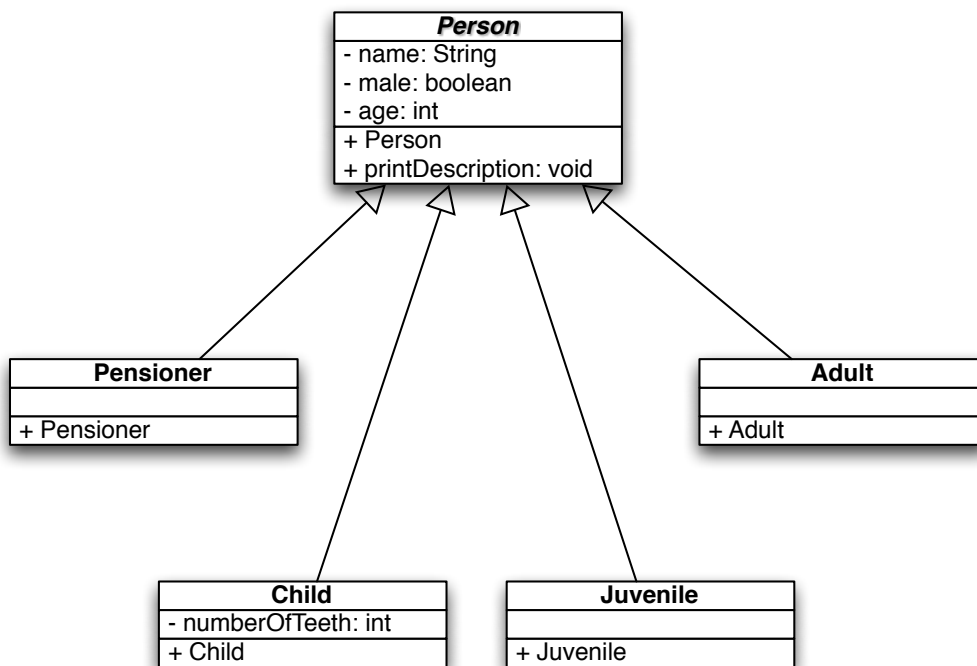 Person
- name: String
- male: boolean
- age: int
+ Person
+ printDescription: void
Pensioner
+ Pensioner
Adult
+ Adult
Child
- numberOfTeeth: int
+ Child
Juvenile
+ Juvenile